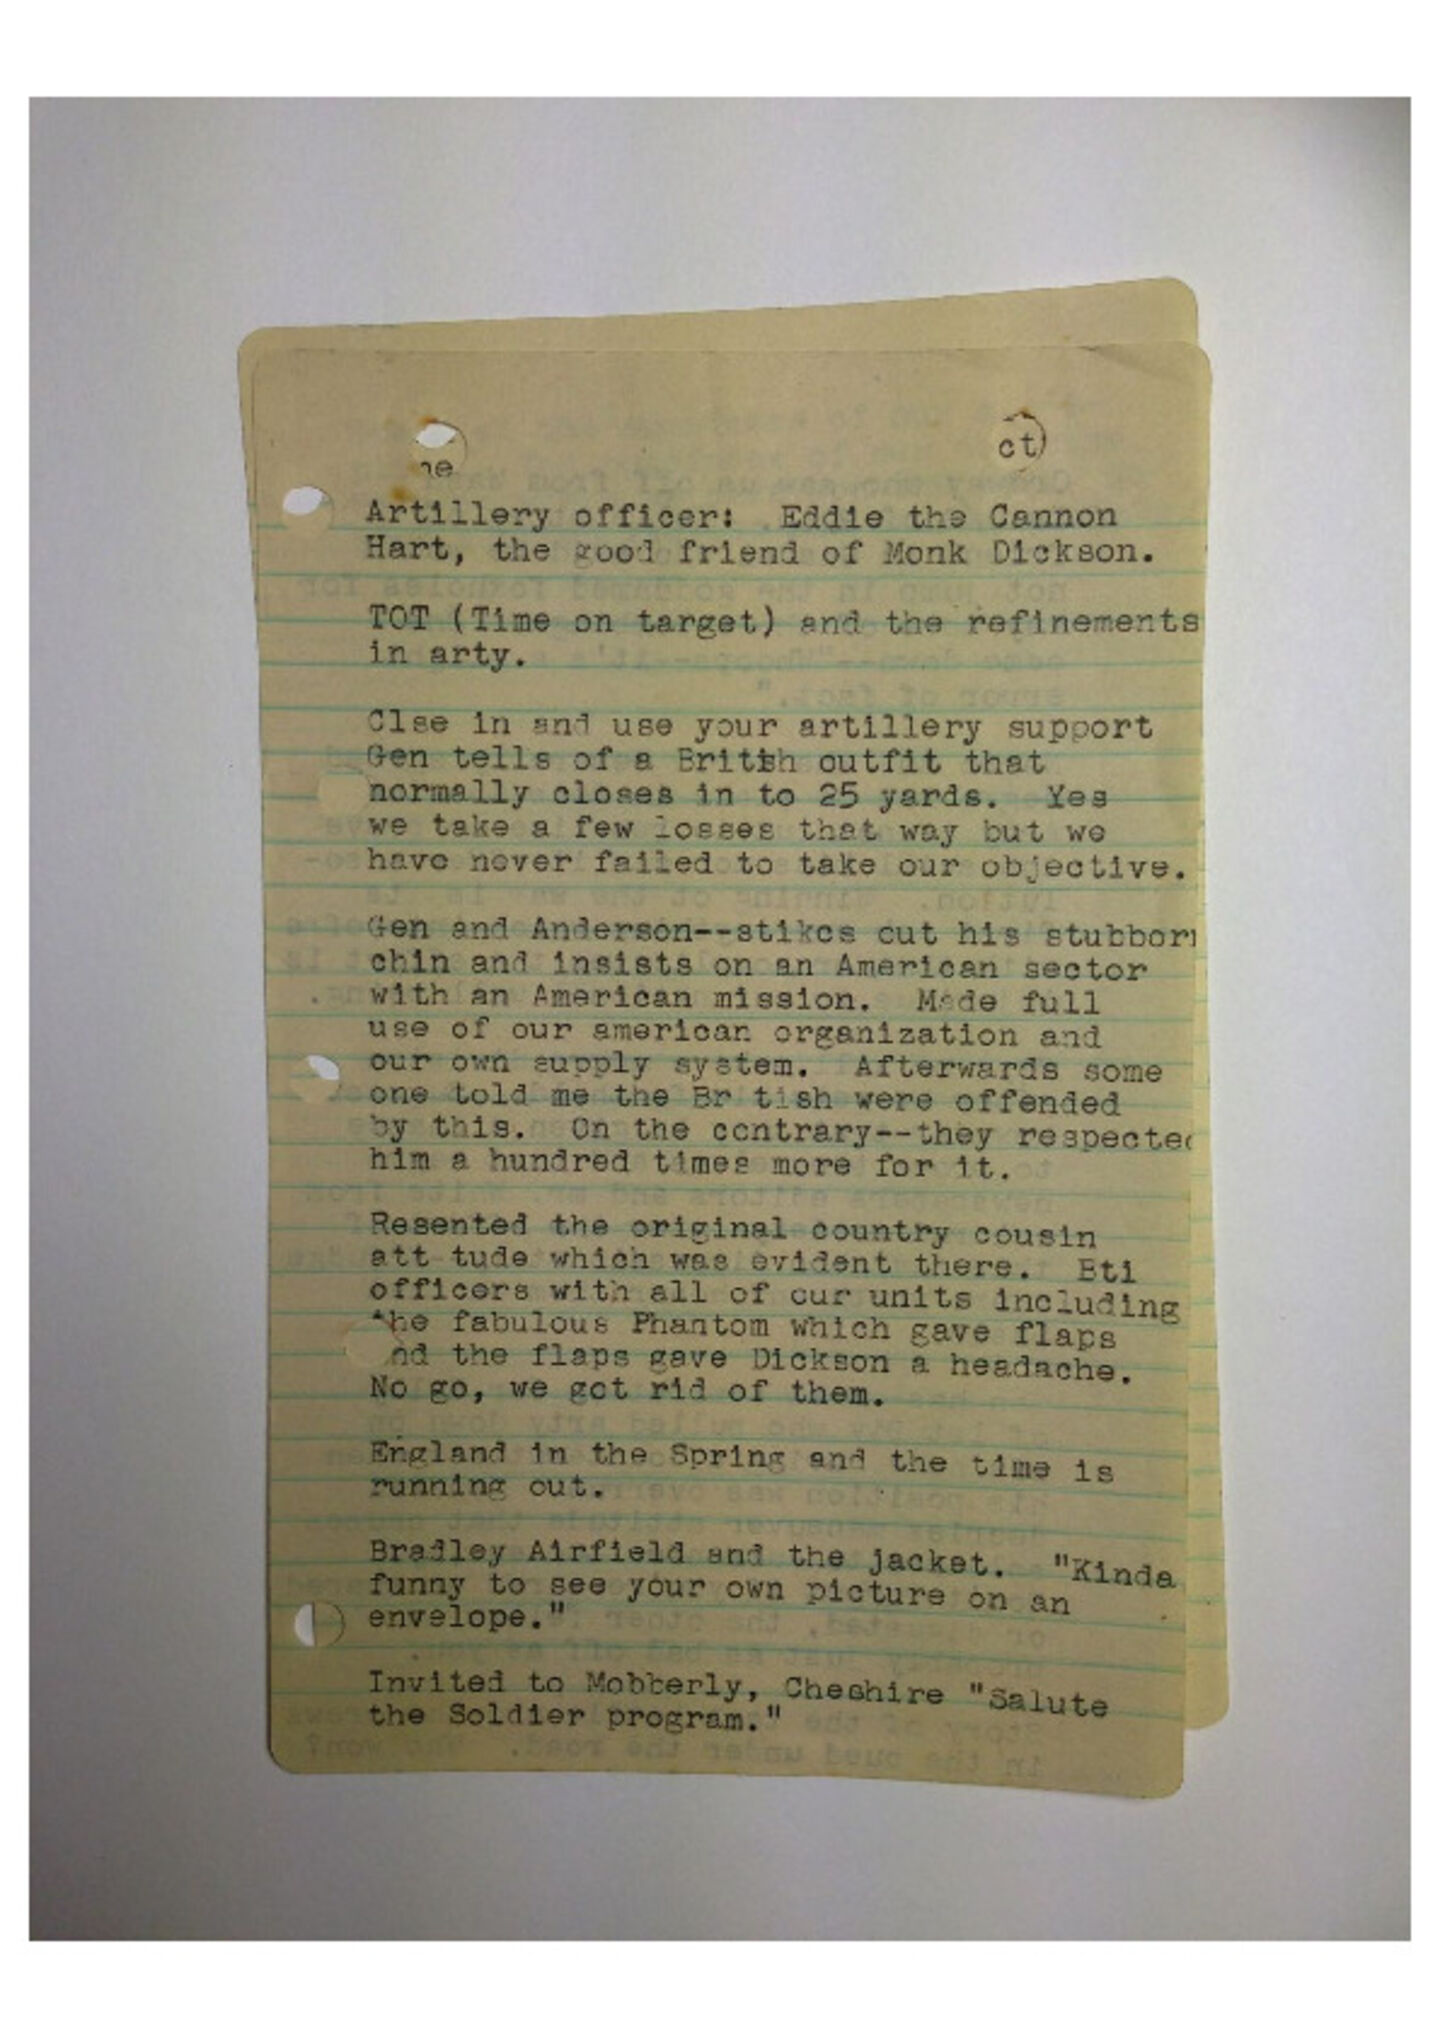 ct)
Artillery officer: Eddie the Cannon
Hart, the good friend of Monk Dickson.
TOT (Time on target) and the refinements
in arty.
Clse in and use your artillery support
Gen tells of a Britsh outfit that
normally closes in to 25 yards. Yes
we take a few losses that way but we
have never failed to take our objective.
Gen and Anderson--stikes out his stubborn
chin and insists on an American sector
with an American mission. Made full
use of our american organization and
our own supply system. Afterwards some
one told me the Br tish were offended
by this. On the contrary--they respected
him a hundred times more for it.
Resented the original country cousin
att tude which was evident there. Bti
officers with all of our units including
the fabulous Phantom which gave flaps
nd the flaps gave Dickson a headache.
No go, we got rid of them.
England in the Spring and the time is
running out.
Bradley Airfield and the jacket. "Kinda
funny to see your own picture on an
envelope."
Invited to Mobberly, Cheshire "Salute
the Soldier program."